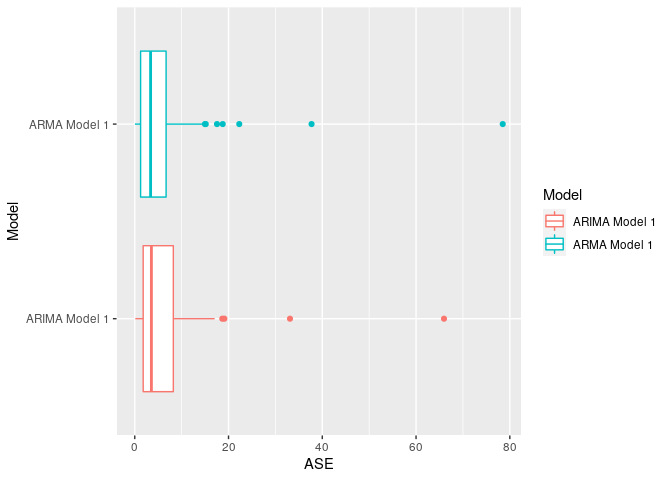 Model
ARMA Model 1
ARIMA Model 1
0 20 40 60 80
ASE
Model
ARIMA Model 1
ARMA Model 1